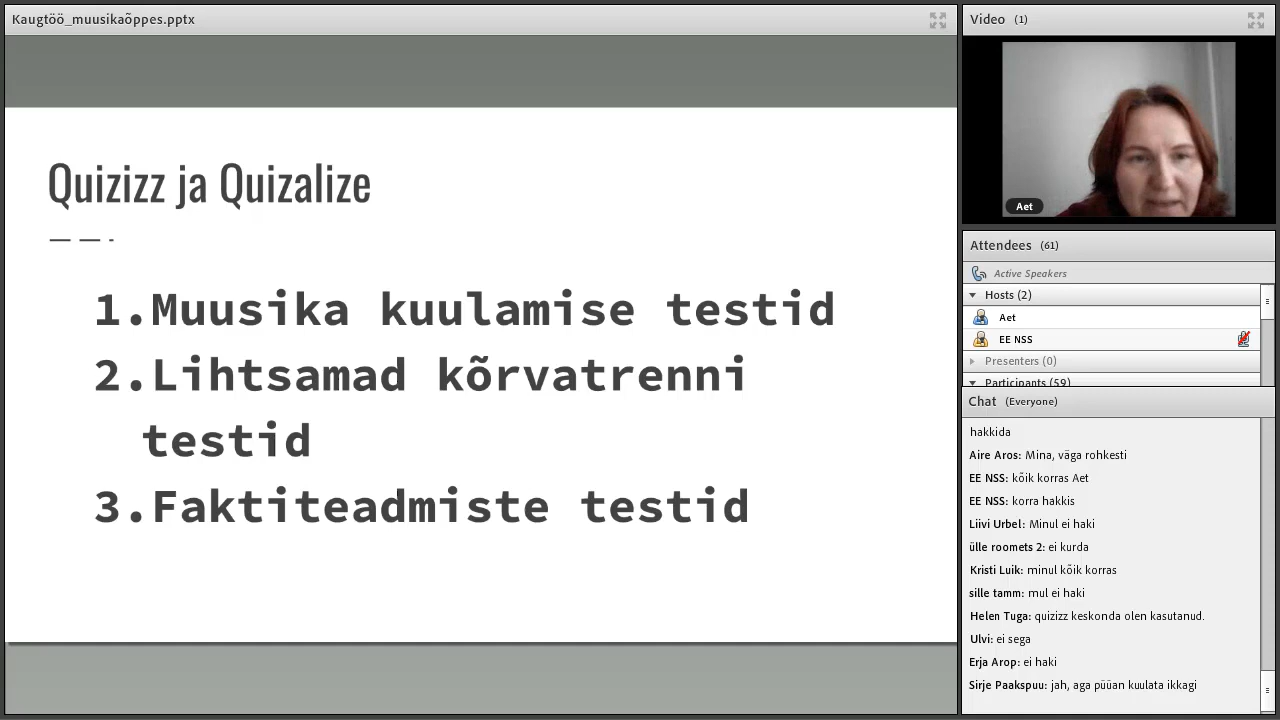 Kaugtöö_muusikaõppes.pptx
Quizizz ja Quizalize
1.Muusika kuulamise testid
2.Lihtsamad kõrvatrenni
testid
3.Faktiteadmiste testid
Video (1)
Aet
Attendees (61)
Active Speakers
Hosts (2)
Aet
EE NSS
Presenters (0)
Participants (59)
Chat (Everyone)
hakkida
Aire Aros: Mina, väga rohkesti
EE NSS: kõik korras Aet
EE NSS: korra hakkis
Liivi Urbel: Minul ei haki
ülle roomets 2: ei kurda
Kristi Luik: minul kõik korras
sille tamm: mul ei haki
Helen Tuga: quizizz keskonda olen kasutanud.
Ulvi: ei sega
Erja Arop: ei haki
Sirje Paakspuu: jah, aga püüan kuulata ikkagi